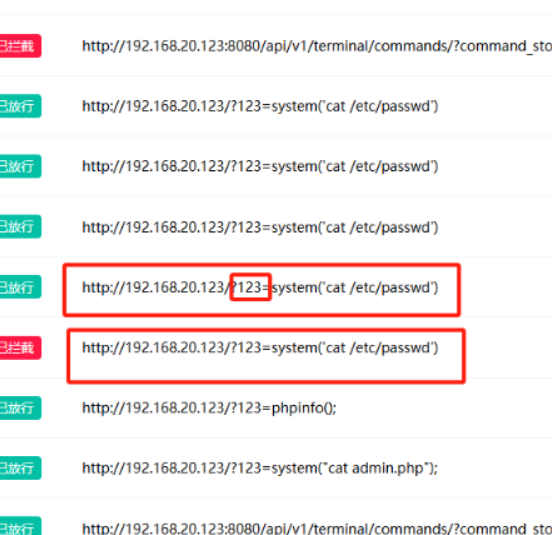 已拦截 http://192.168.20.123:8080/api/v1/terminal/commands/?command_sto
已放行 http://192.168.20.123/?123=system('cat /etc/passwd')
已放行 http://192.168.20.123/?123=system('cat /etc/passwd')
已放行 http://192.168.20.123/?123=system('cat /etc/passwd')
已放行 http://192.168.20.123/?123=system('cat /etc/passwd')
已拦截 http://192.168.20.123/?123=system('cat /etc/passwd')
已放行 http://192.168.20.123/?123=phpinfo();
已放行 http://192.168.20.123/?123=system("cat admin.php");
已放行 http://192.168.20.123:8080/api/v1/terminal/commands/?command_sto